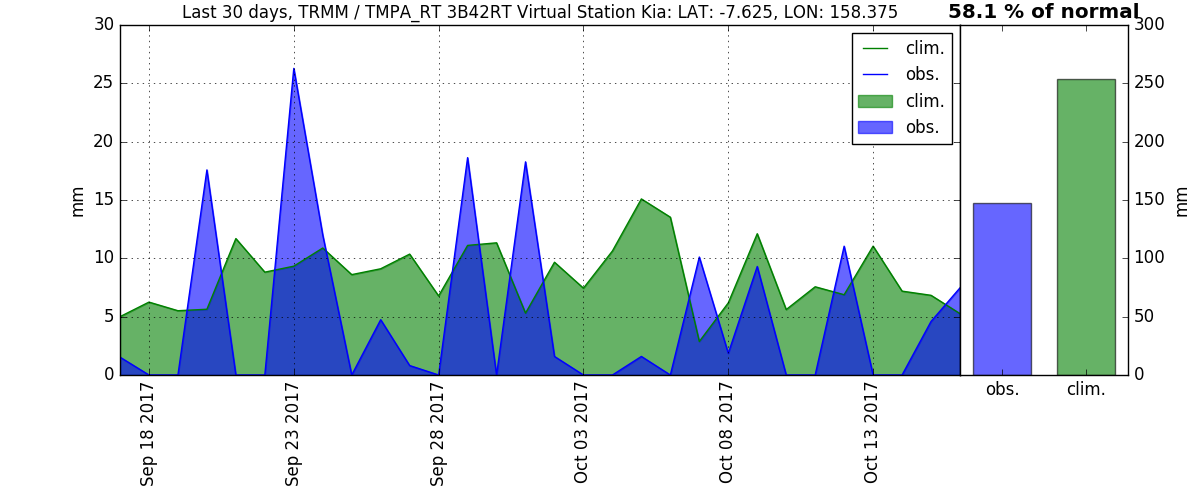 Last 30 days, TRMM / TMPA_RT 3B42RT Virtual Station Kia: LAT: -7.625, LON: 158.375
58.1 % of normal
30
25
20
15
10
5
0
mm
clim.
obs.
clim.
obs.
Sep 18 2017
Sep 23 2017
Sep 28 2017
Oct 03 2017
Oct 08 2017
Oct 13 2017
300
250
200
150
100
50
0
mm
obs.
clim.